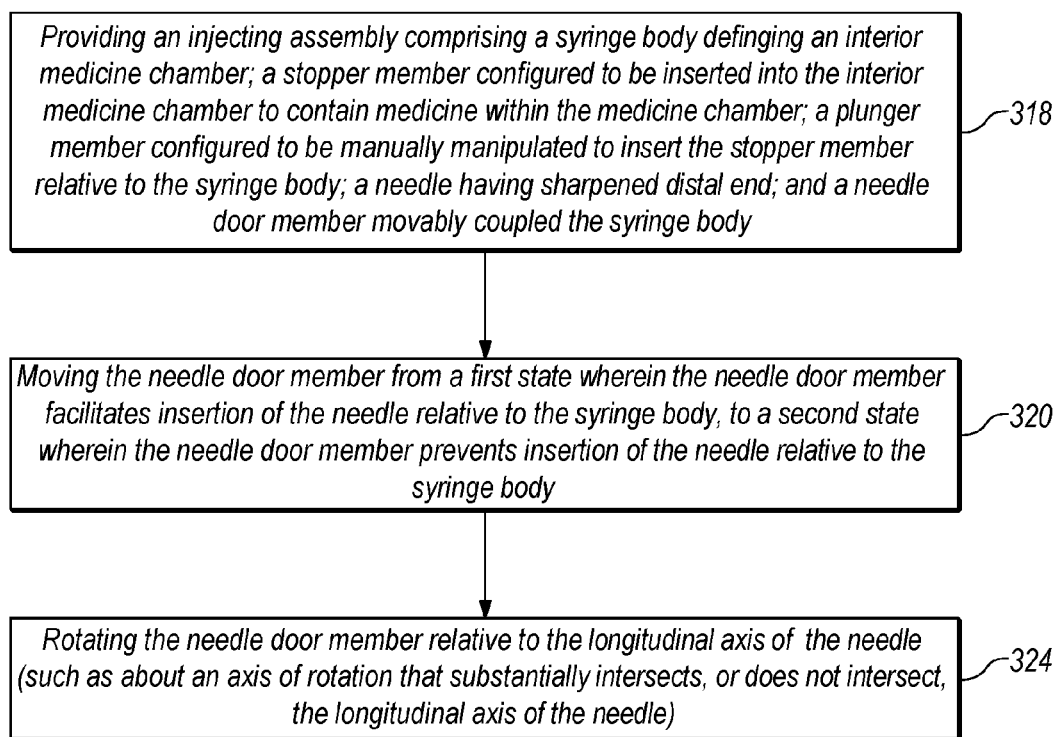 Providing an injecting assembly comprising a syringe body definging an interior
medicine chamber; a stopper member configured to be inserted into the interior
medicine chamber to contain medicine within the medicine chamber; a plunger
member configured to be manually manipulated to insert the stopper member
relative to the syringe body; a needle having sharpened distal end; and a needle
door member movably coupled the syringe body
318
Moving the needle door member from a first state wherein the needle door member
facilitates insertion of the needle relative to the syringe body, to a second state
wherein the needle door member prevents insertion of the needle relative to the
syringe body
320
Rotating the needle door member relative to the longitudinal axis of the needle
(such as about an axis of rotation that substantially intersects, or does not intersect,
the longitudinal axis of the needle)
324